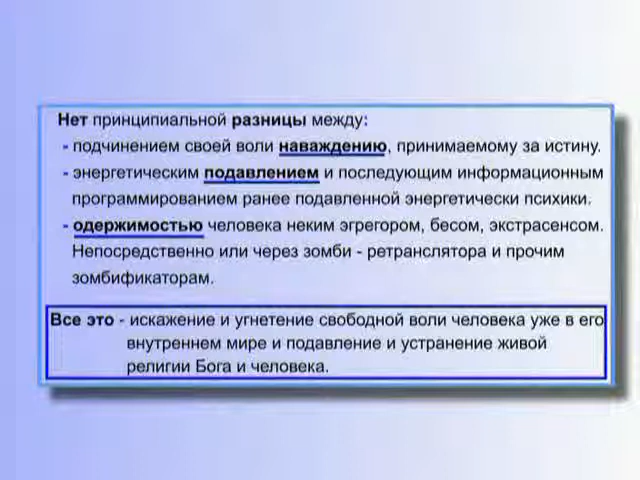 Нет принципиальной разницы между:
- подчинением своей воли наваждению, принимаемому за истину.
- энергетическим подавлением и последующим информационным
программированием ранее подавленной энергетически психики.
- одержимостью человека неким эгрегором, бесом, экстрасенсом.
Непосредственно или через зомби - ретранслятора и прочим
зомбификаторам.
Все это - искажение и угнетение свободной воли человека уже в его
внутреннем мире и подавление и устранение живой
религии Бога и человека.